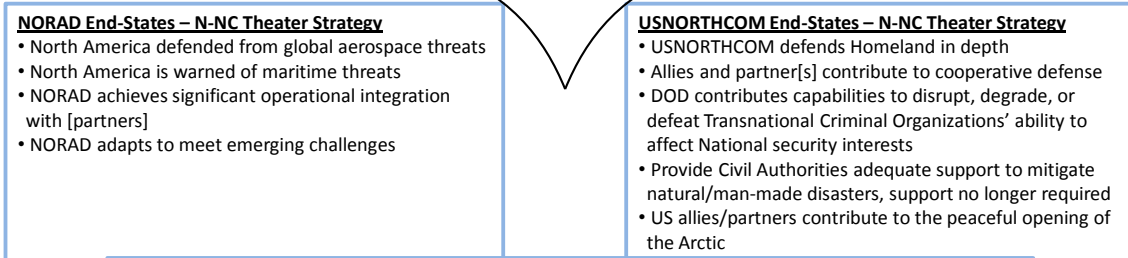 NORAD End-States – N-NC Theater Strategy
• North America defended from global aerospace threats
• North America is warned of maritime threats
• NORAD achieves significant operational integration
with [partners]
• NORAD adapts to meet emerging challenges
USNORTHCOM End-States – N-NC Theater Strategy
• USNORTHCOM defends Homeland in depth
• Allies and partner[s] contribute to cooperative defense
• DOD contributes capabilities to disrupt, degrade, or
defeat Transnational Criminal Organizations’ ability to
affect National security interests
• Provide Civil Authorities adequate support to mitigate
natural/man-made disasters, support no longer required
• US allies/partners contribute to the peaceful opening of
the Arctic